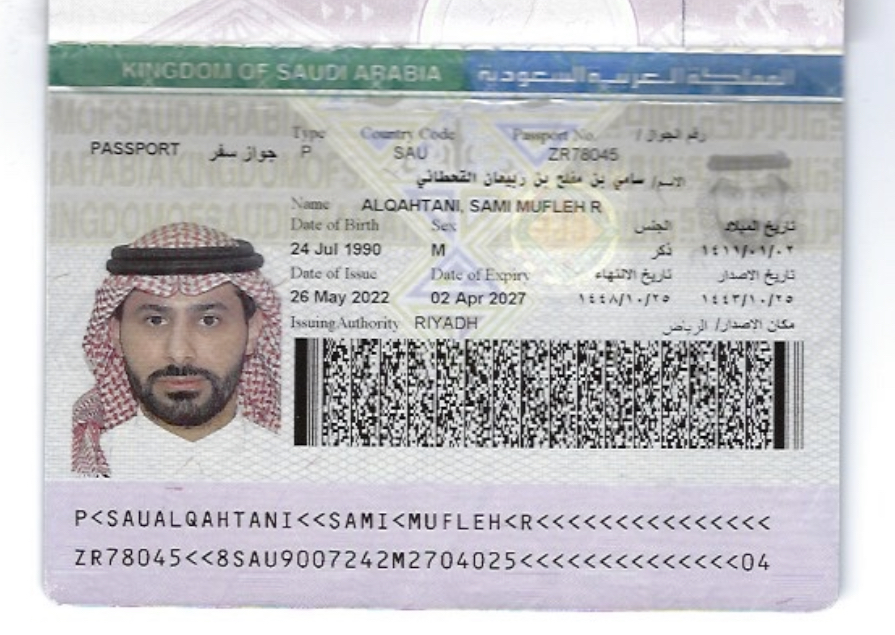 KINGDOM OF SAUDI ARABIA المملكة العربية السعودية
PASSPORT جواز سفر
Type Country Code Passport No. رقم الجواز /
P SAU ZR78045
الاسم/ سامي بن مفلح بن ربيعان القحطاني
Name ALQAHTANI, SAMI MUFLEH R
Date of Birth Sex الجنس تاريخ الميلاد
24 Jul 1990 M ذكر ١٤١١/٠١/٠٢
Date of Issue Date of Expiry تاريخ الانتهاء تاريخ الاصدار
26 May 2022 02 Apr 2027 ١٤٤٨/١٠/٢٥ ١٤٤٣/١٠/٢٥
Issuing Authority RIYADH مكان الاصدار/ الرياض
P<SAUALQAHTANI<<SAMI<MUFLEH<R<<<<<<<<<<<<<<<
ZR78045<<8SAU9007242M2704025<<<<<<<<<<<<<<04